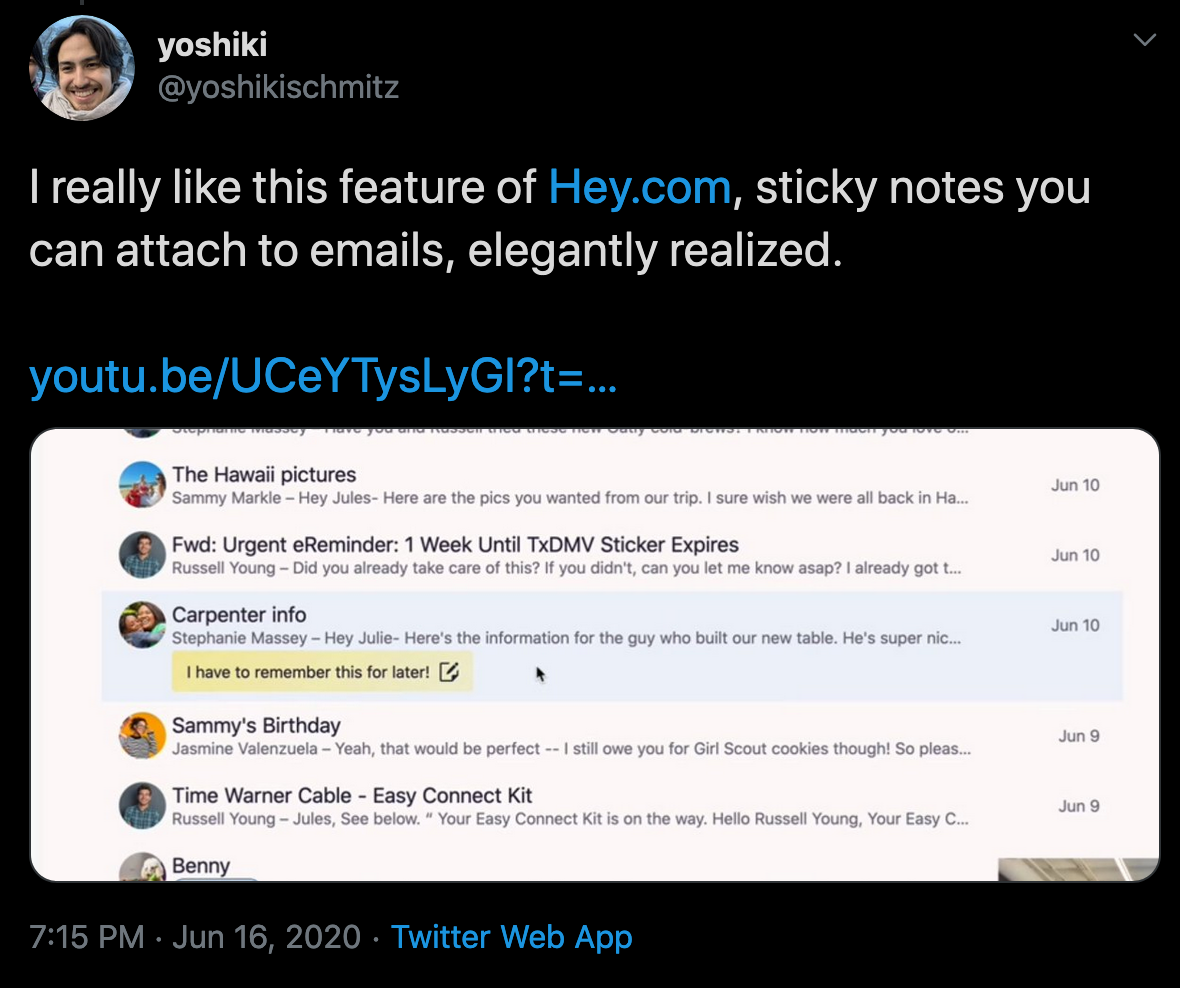 yoshiki
@yoshikischmitz
I really like this feature of Hey.com, sticky notes you
can attach to emails, elegantly realized.
youtu.be/UCeYTysLyGI?t=…
The Hawaii pictures
Sammy Markle – Hey Jules- Here are the pics you wanted from our trip. I sure wish we were all back in Ha...
Jun 10
Fwd: Urgent eReminder: 1 Week Until TxDMV Sticker Expires
Russell Young – Did you already take care of this? If you didn't, can you let me know asap? I already got t...
Jun 10
Carpenter info
Stephanie Massey – Hey Julie- Here's the information for the guy who built our new table. He's super nic...
Jun 10
I have to remember this for later!
Sammy's Birthday
Jasmine Valenzuela – Yeah, that would be perfect -- I still owe you for Girl Scout cookies though! So pleas...
Jun 9
Time Warner Cable - Easy Connect Kit
Russell Young – Jules, See below. “ Your Easy Connect Kit is on the way. Hello Russell Young, Your Easy C...
Jun 9
Benny
7:15 PM · Jun 16, 2020 · Twitter Web App